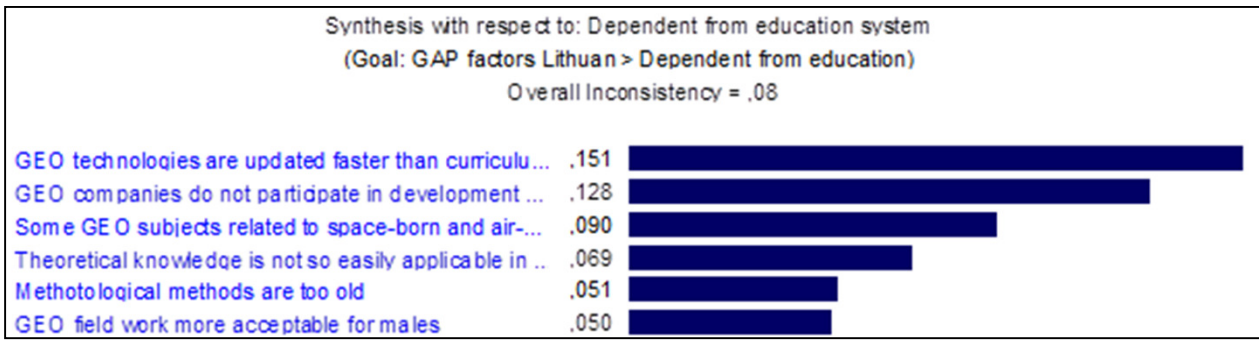 Synthesis with respect to: Dependent from education system
(Goal: GAP factors Lithuan > Dependent from education)
Overall Inconsistency = ,08
GEO technologies are updated faster than curriculu... ,151
GEO companies do not participate in development ... ,128
Some GEO subjects related to space-born and air-... ,090
Theoretical knowledge is not so easily applicable in .. ,069
Methotological methods are too old ,051
GEO field work more acceptable for males ,050